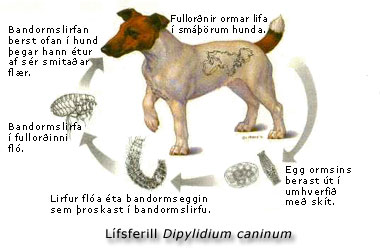 Fullorðnir ormar lifa
í smáþörum hunda.
Egg ormsins
berast út í
umhverfið
með skít.
Lirfur flóa éta bandormseggin
sem þroskast í bandormslirfu.
Bandormslirfa
í fullorðinni
fló.
Bandormslirfan
berst ofan í hund
þegar hann étur
af sér smitaðar
flær.
Lífsferill Dipylidium caninum